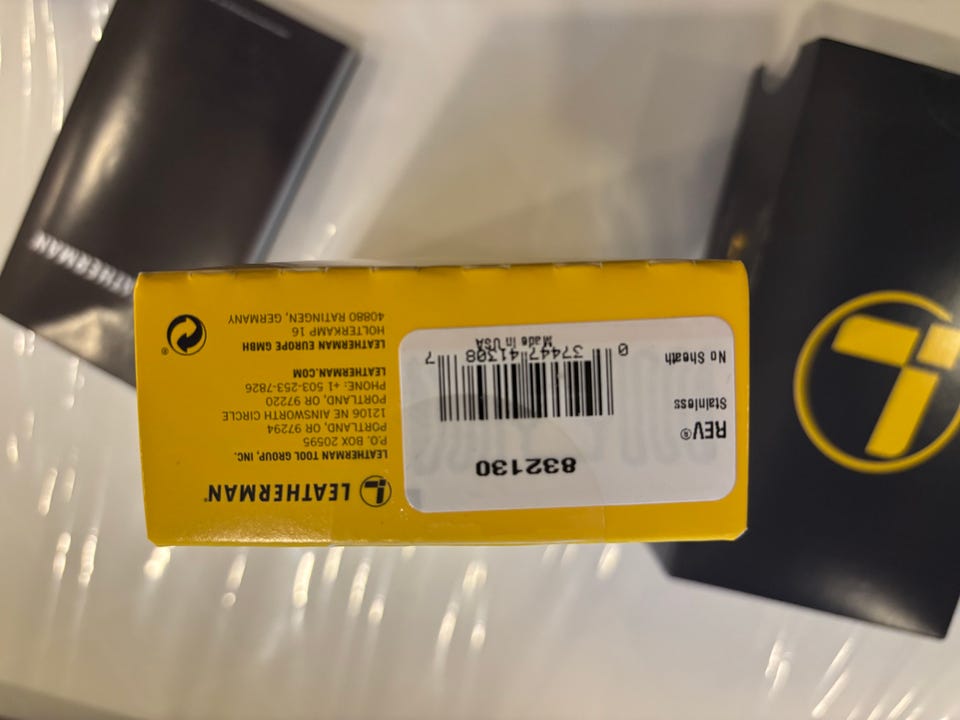 832130
REV®
Stainless
No Sheath
0 37447 41308 7
Made in USA
LEATHERMAN®
LEATHERMAN TOOL GROUP, INC.
P.O. BOX 20595
PORTLAND, OR 97294
12106 NE AINSWORTH CIRCLE
PORTLAND, OR 97220
PHONE: +1 503-253-7826
LEATHERMAN.COM
LEATHERMAN EUROPE GMBH
HOLTERKAMP 16
40880 RATINGEN, GERMANY
®
LEATHERMAN